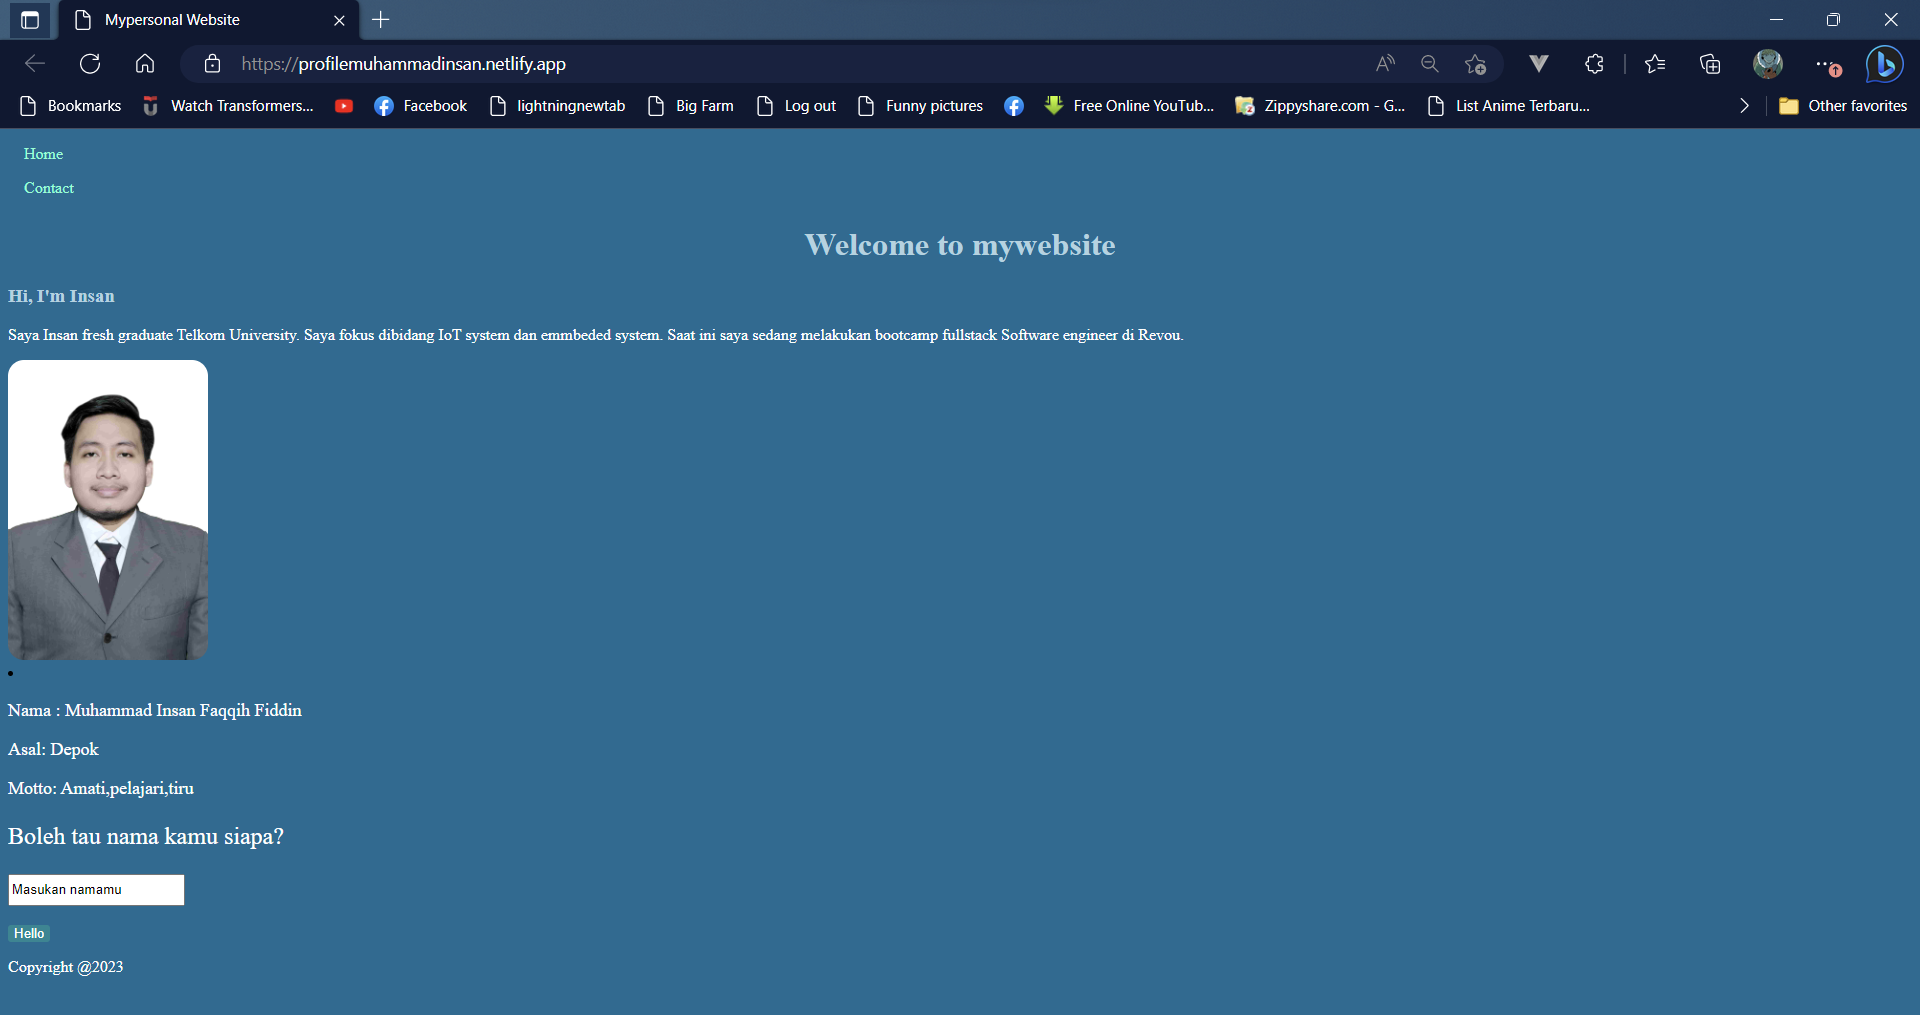 Mypersonal Website
https://profilemuhammadinsan.netlify.app
Bookmarks Watch Transformers... Facebook lightningnewtab Big Farm Log out Funny pictures Free Online YouTub... Zippyshare.com - G... List Anime Terbaru... Other favorites
Home
Contact
Welcome to mywebsite
Hi, I'm Insan
Saya Insan fresh graduate Telkom University. Saya fokus dibidang IoT system dan emmbeded system. Saat ini saya sedang melakukan bootcamp fullstack Software engineer di Revou.
Nama : Muhammad Insan Faqqih Fiddin
Asal: Depok
Motto: Amati,pelajari,tiru
Boleh tau nama kamu siapa?
Masukan namamu
Hello
Copyright @2023